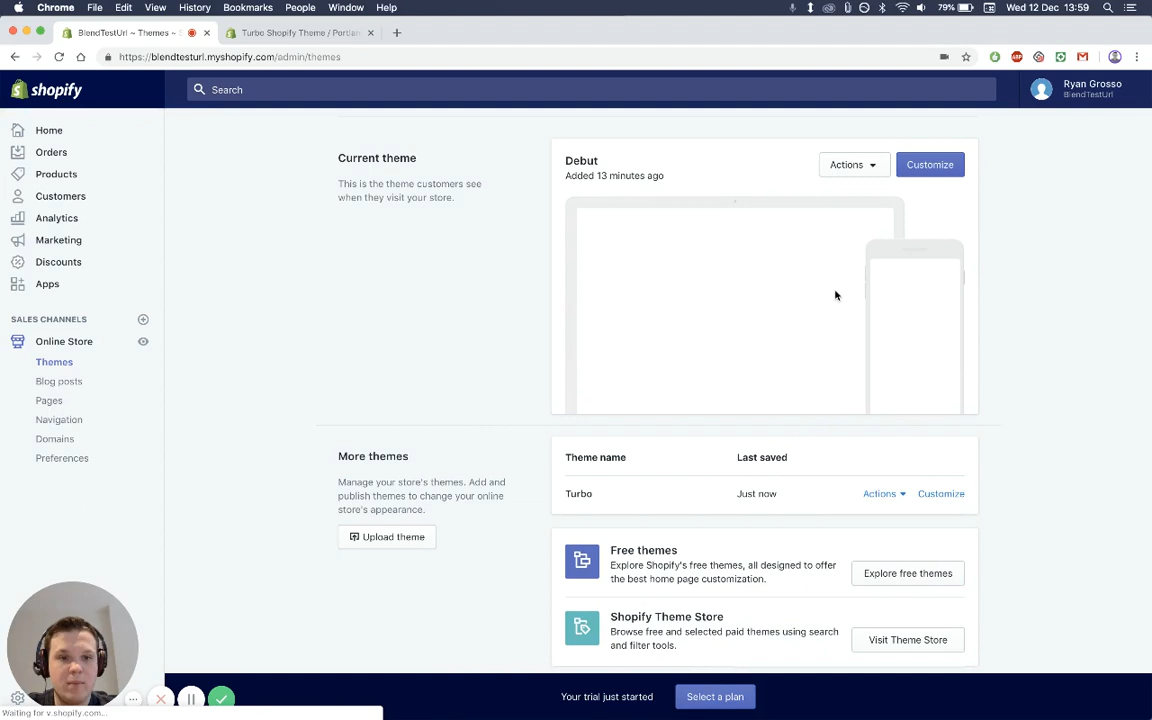 Chrome File Edit View History Bookmarks People Window Help 79% Wed 12 Dec 13:59
BlendTestUrl ~ Themes ~ S Turbo Shopify Theme / Portlan
https://blendtesturl.myshopify.com/admin/themes
shopify
Search
Ryan Grosso
BlendTestUrl
Home
Orders
Products
Customers
Analytics
Marketing
Discounts
Apps
SALES CHANNELS
Online Store
Themes
Blog posts
Pages
Navigation
Domains
Preferences
Current theme
This is the theme customers see
when they visit your store.
Debut
Added 13 minutes ago
Actions
Customize
More themes
Manage your store's themes. Add and
publish themes to change your online
store's appearance.
Upload theme
Theme name Last saved
Turbo Just now Actions Customize
Free themes
Explore Shopify's free themes, all designed to offer
the best home page customization.
Explore free themes
Shopify Theme Store
Browse free and selected paid themes using search
and filter tools.
Visit Theme Store
Your trial just started Select a plan
Waiting for v.shopify.com...